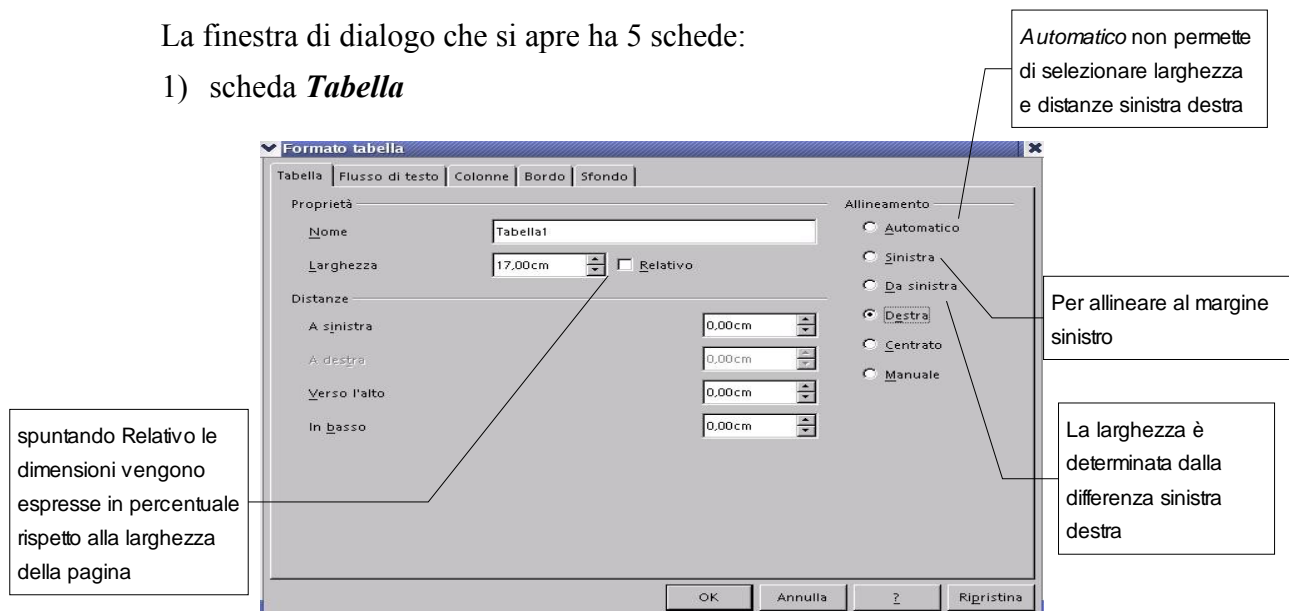 La finestra di dialogo che si apre ha 5 schede:
1) scheda Tabella
Automatico non permette
di selezionare larghezza
e distanze sinistra destra
Formato tabella
Tabella Flusso di testo Colonne Bordo Sfondo
Proprietà
Nome Tabella1
Larghezza 17,00cm Relativo
Distanze
A sinistra 0,00cm
A destra 0,00cm
Verso l'alto 0,00cm
In basso 0,00cm
Allineamento
Automatico
Sinistra
Da sinistra
Destra
Centrato
Manuale
Per allineare al margine
sinistro
spuntando Relativo le
dimensioni vengono
espresse in percentuale
rispetto alla larghezza
della pagina
La larghezza è
determinata dalla
differenza sinistra
destra
OK Annulla ? Ripristina